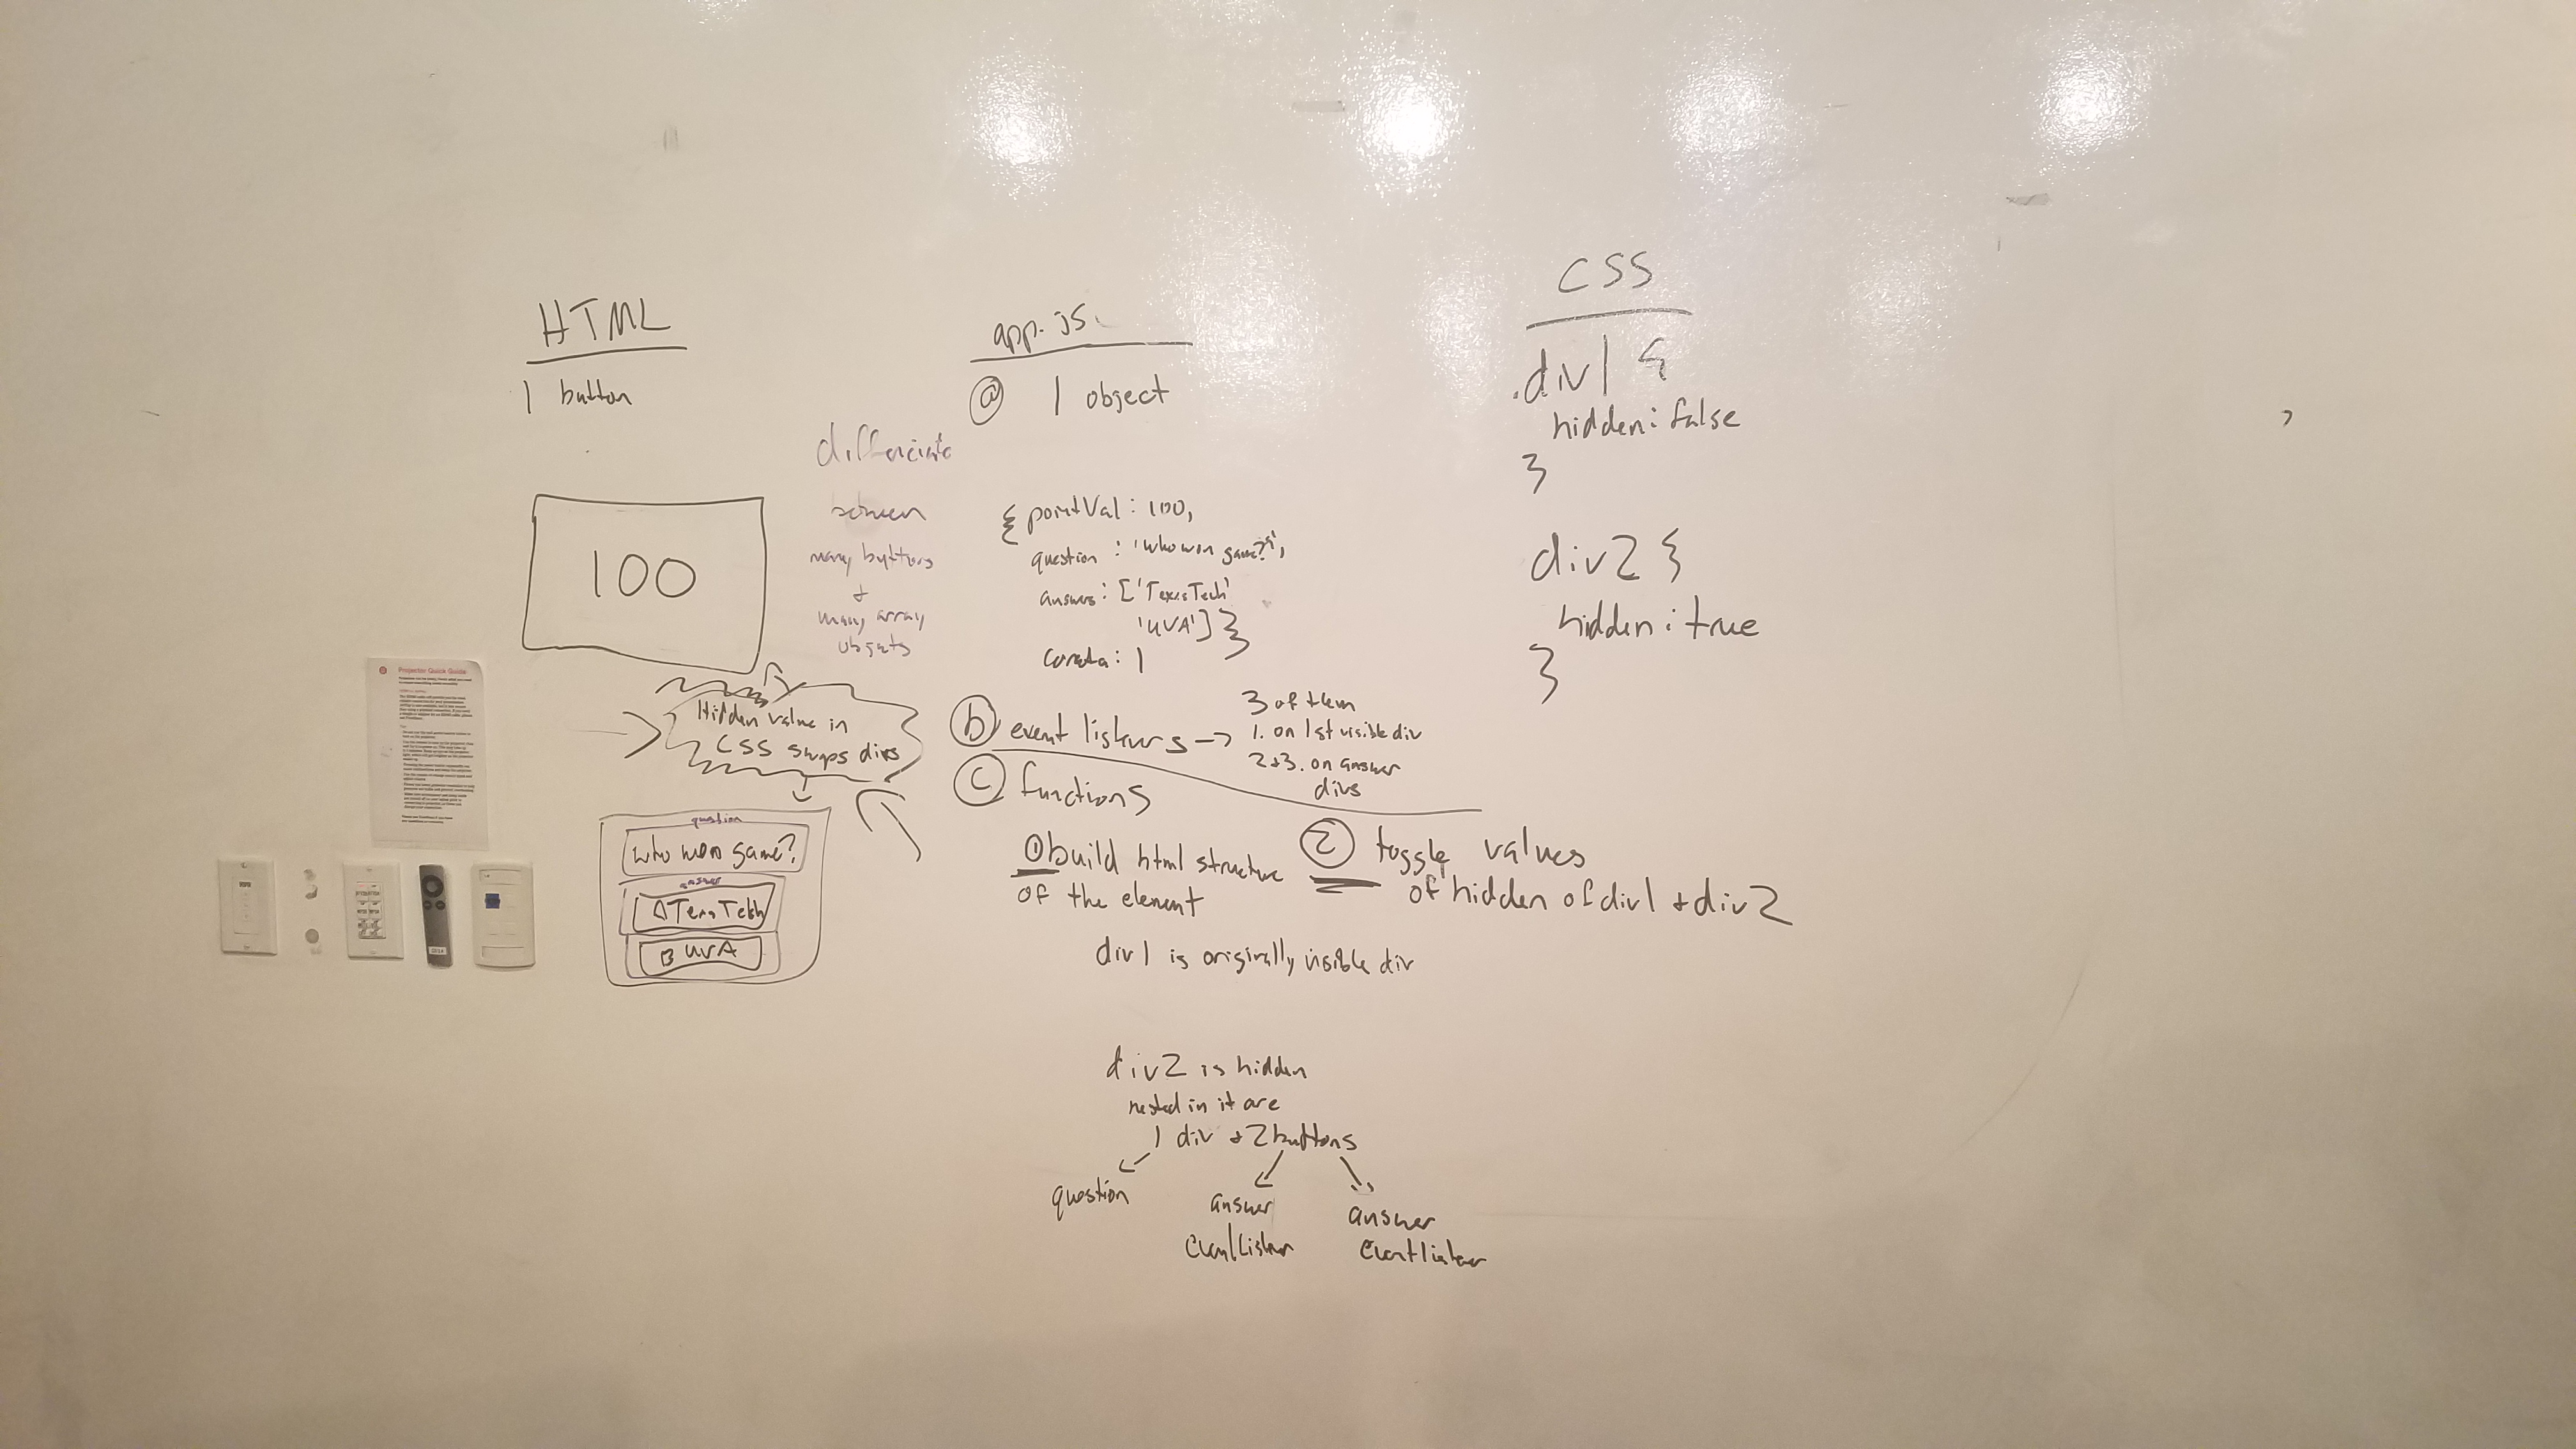 HTML
1 button
100
differenciate
between
many buttons
+
many array
objects
Hidden value in
CSS swaps divs
question
who won game?
answer
A Texas Tech
B UVA
app.js
ⓐ 1 object
{ pointVal : 100,
question : 'who won game?',
answers : ['TexasTech'
'UVA'] }
correctA : 1
ⓑ event listeners →
3 of them
1. on 1st visible div
2+3. on answer
divs
ⓒ functions
① build html structure
of the element
② toggle values
of hidden of div1 + div2
div1 is originally visible div
div2 is hidden
nested in it are
1 div + 2 buttons
question
answer
Eventlistener
answer
Eventlistener
CSS
.div1 {
hidden : false
}
div2 {
hidden : true
}
Projector Quick Guide